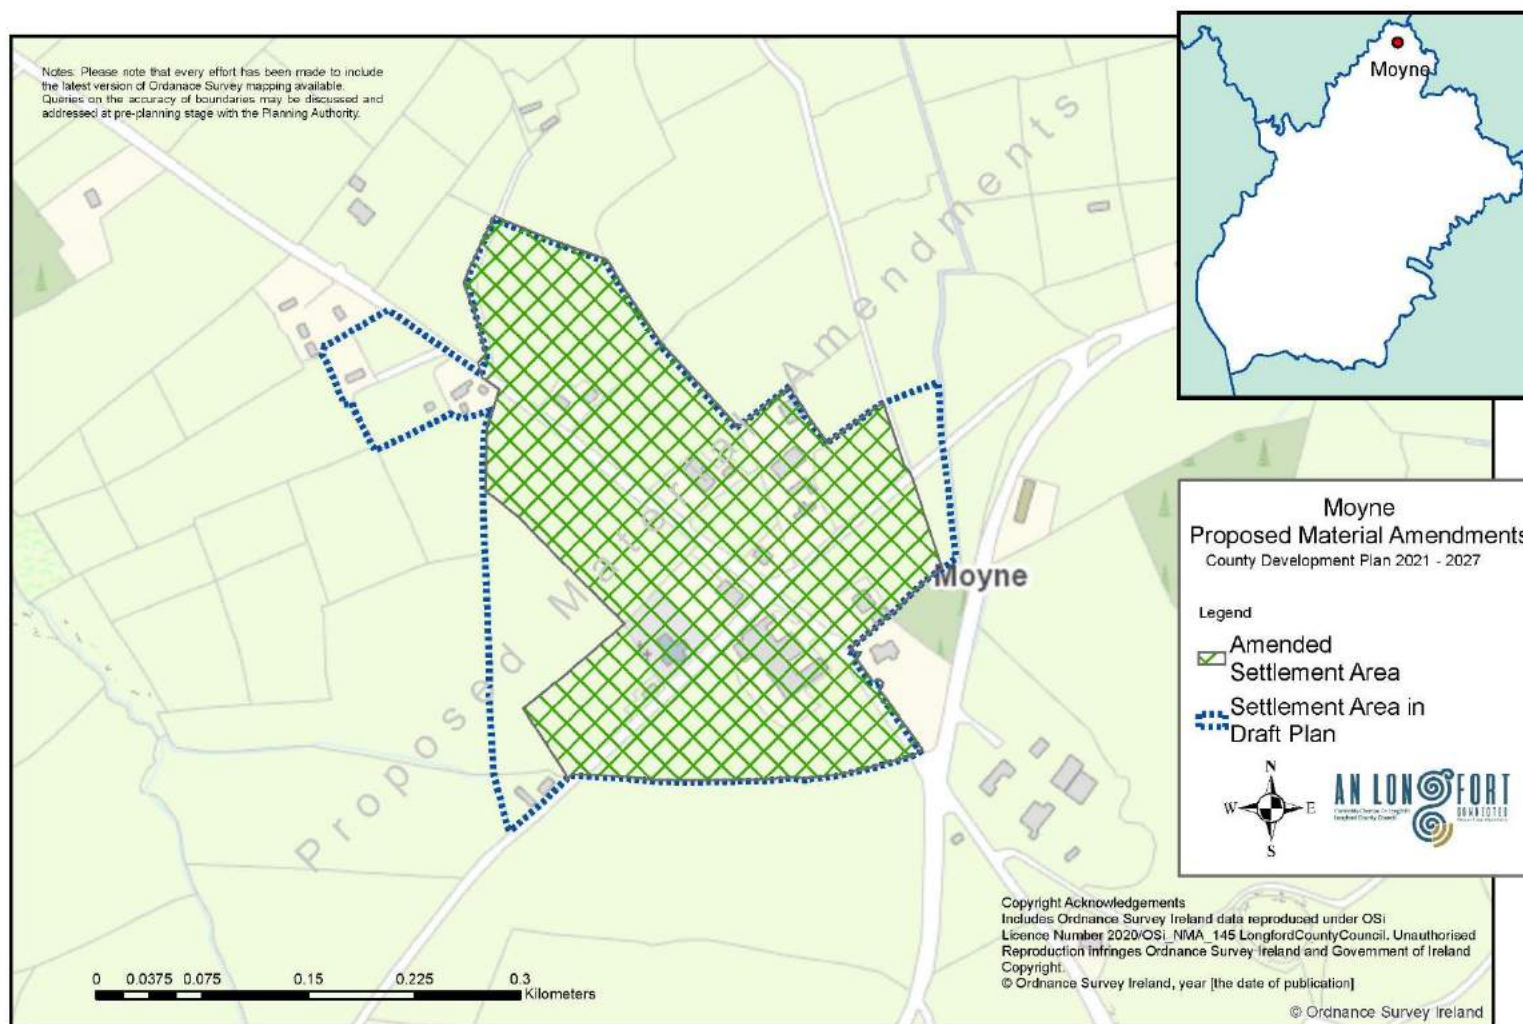 Notes: Please note that every effort has been made to include
the latest version of Ordanace Survey mapping available.
Queries on the accuracy of boundaries may be discussed and
addressed at pre-planning stage with the Planning Authority.
Moyne
Proposed Material Amendments
Moyne
Moyne
Proposed Material Amendments
County Development Plan 2021 - 2027
Legend
Amended
Settlement Area
Settlement Area in
Draft Plan
N
W E
S
AN LONGFORT
CONNECTED
Longford County Council
0 0.0375 0.075 0.15 0.225 0.3
Kilometers
Copyright Acknowledgements
Includes Ordnance Survey Ireland data reproduced under OSi
Licence Number 2020/OSi_NMA_145 LongfordCountyCouncil. Unauthorised
Reproduction infringes Ordnance Survey Ireland and Government of Ireland
Copyright.
© Ordnance Survey Ireland, year [the date of publication]
© Ordnance Survey Ireland